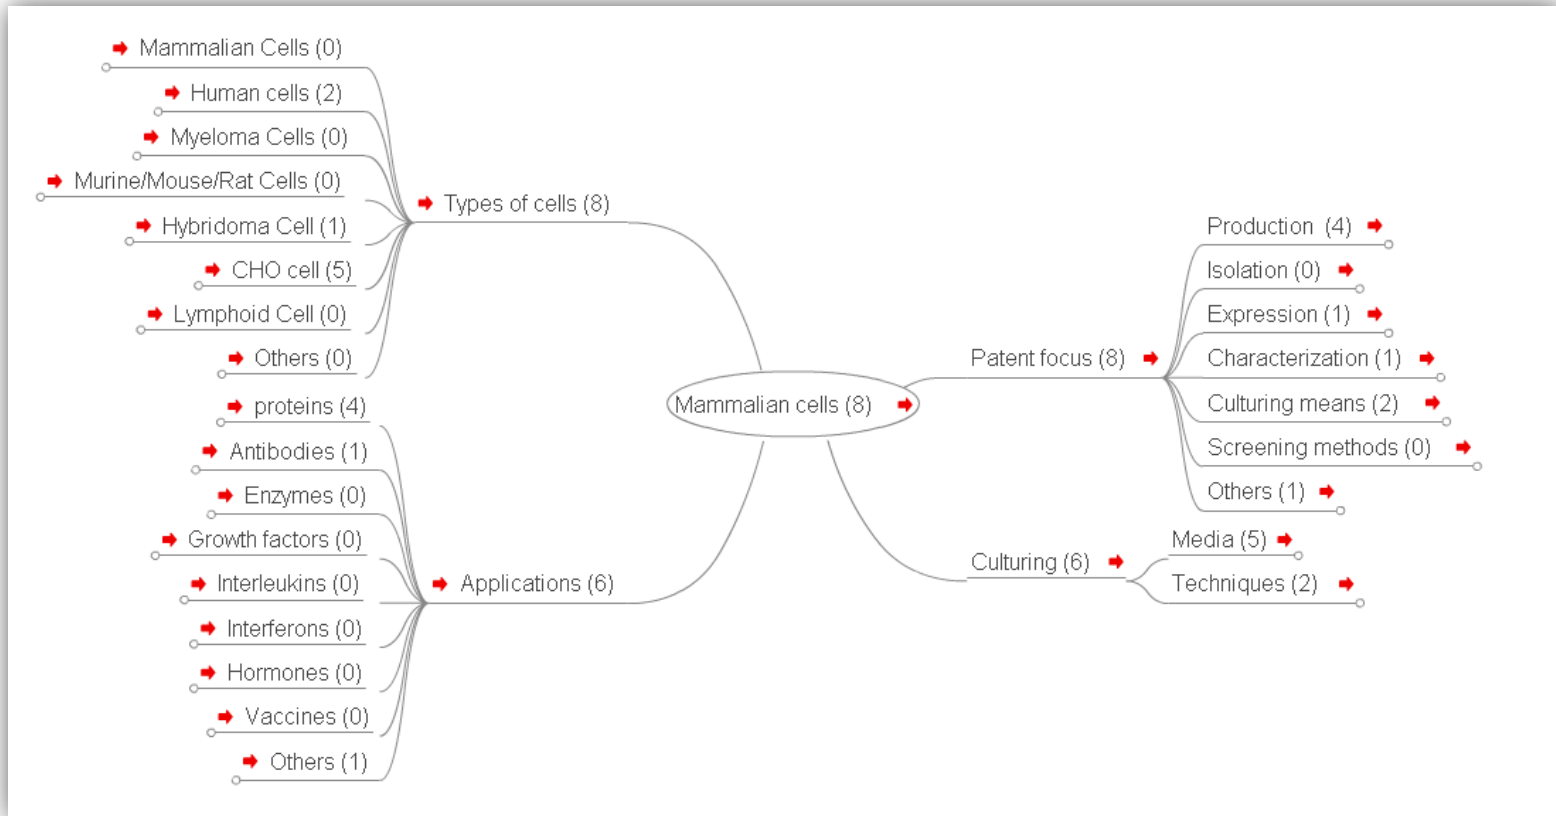 Mammalian Cells (0)
Human cells (2)
Myeloma Cells (0)
Murine/Mouse/Rat Cells (0)
Hybridoma Cell (1)
CHO cell (5)
Lymphoid Cell (0)
Others (0)
Types of cells (8)
proteins (4)
Antibodies (1)
Enzymes (0)
Growth factors (0)
Interleukins (0)
Interferons (0)
Hormones (0)
Vaccines (0)
Others (1)
Applications (6)
Mammalian cells (8)
Patent focus (8)
Production (4)
Isolation (0)
Expression (1)
Characterization (1)
Culturing means (2)
Screening methods (0)
Others (1)
Culturing (6)
Media (5)
Techniques (2)